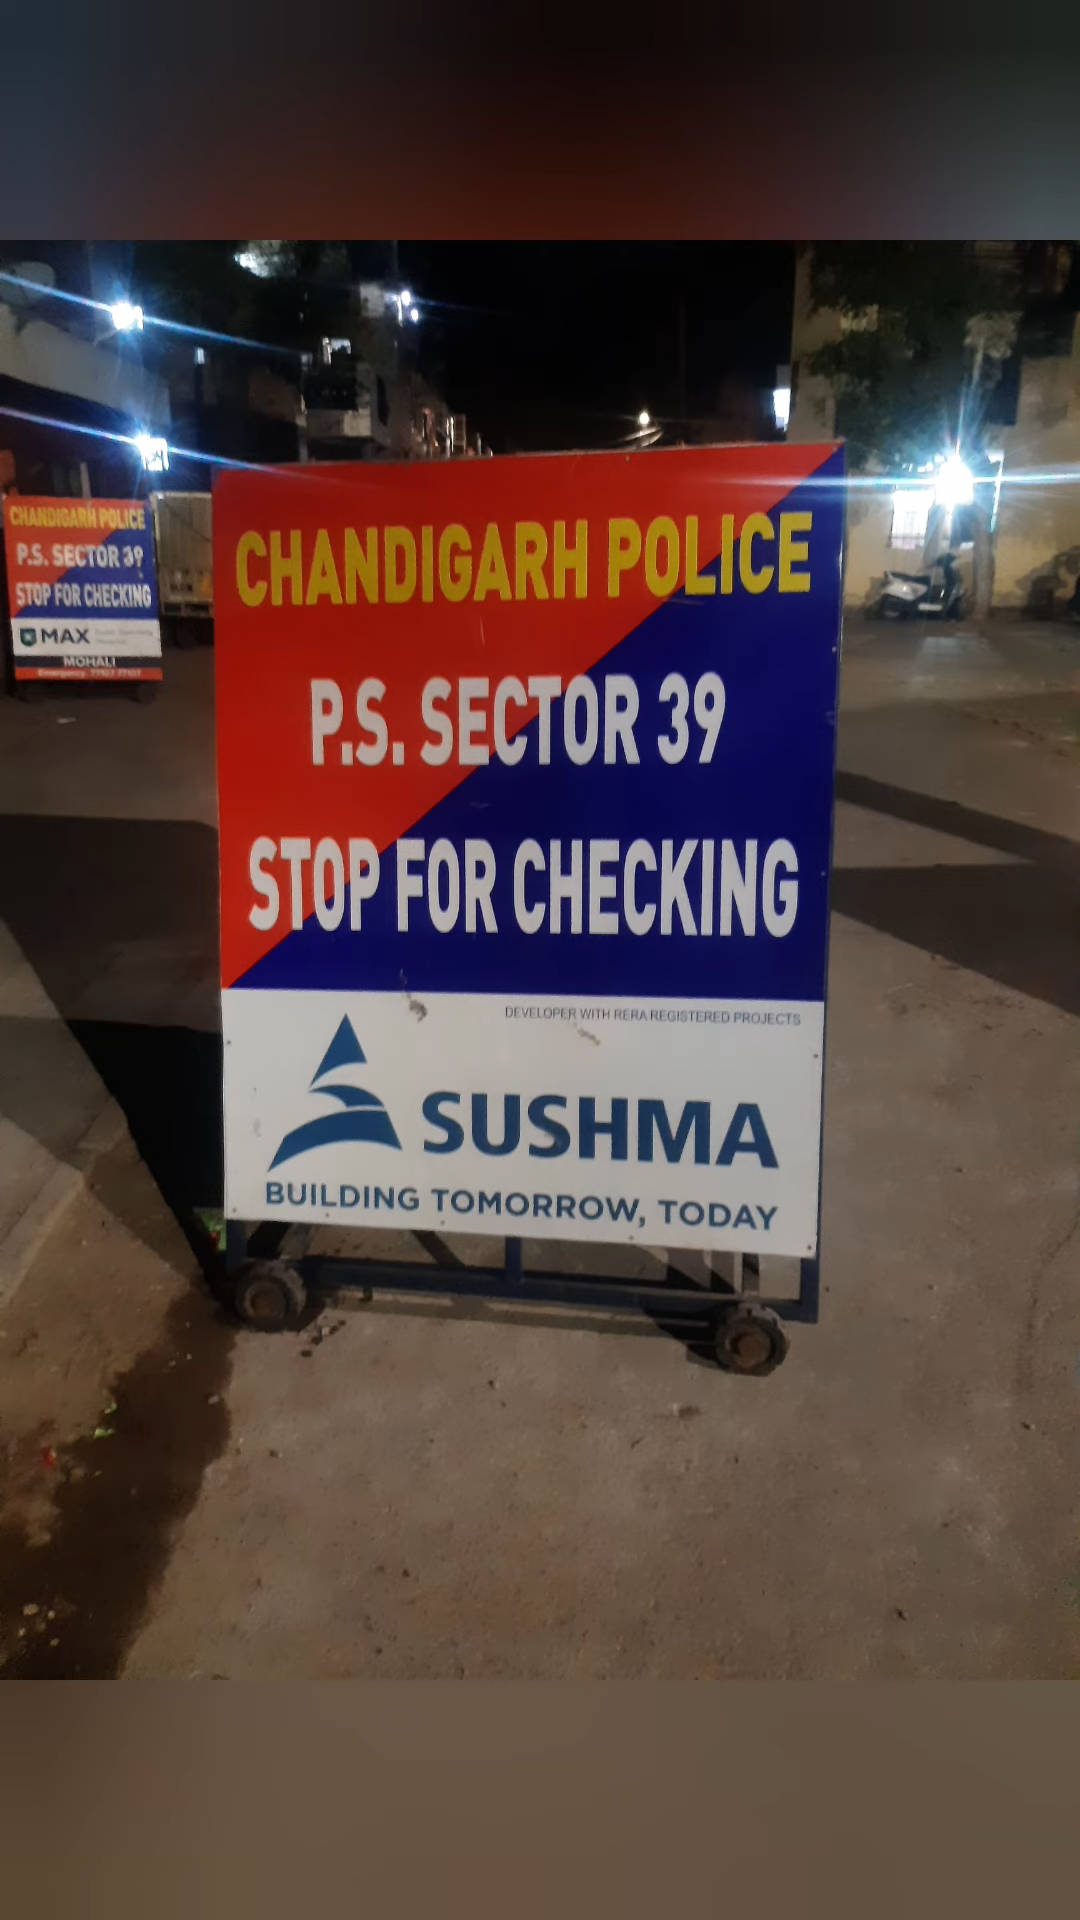 CHANDIGARH POLICE
P.S. SECTOR 39
STOP FOR CHECKING
DEVELOPER WITH RERA REGISTERED PROJECTS
SUSHMA
BUILDING TOMORROW, TODAY
CHANDIGARH POLICE
P.S. SECTOR 39
STOP FOR CHECKING
MAX
MOHALI
Emergency: